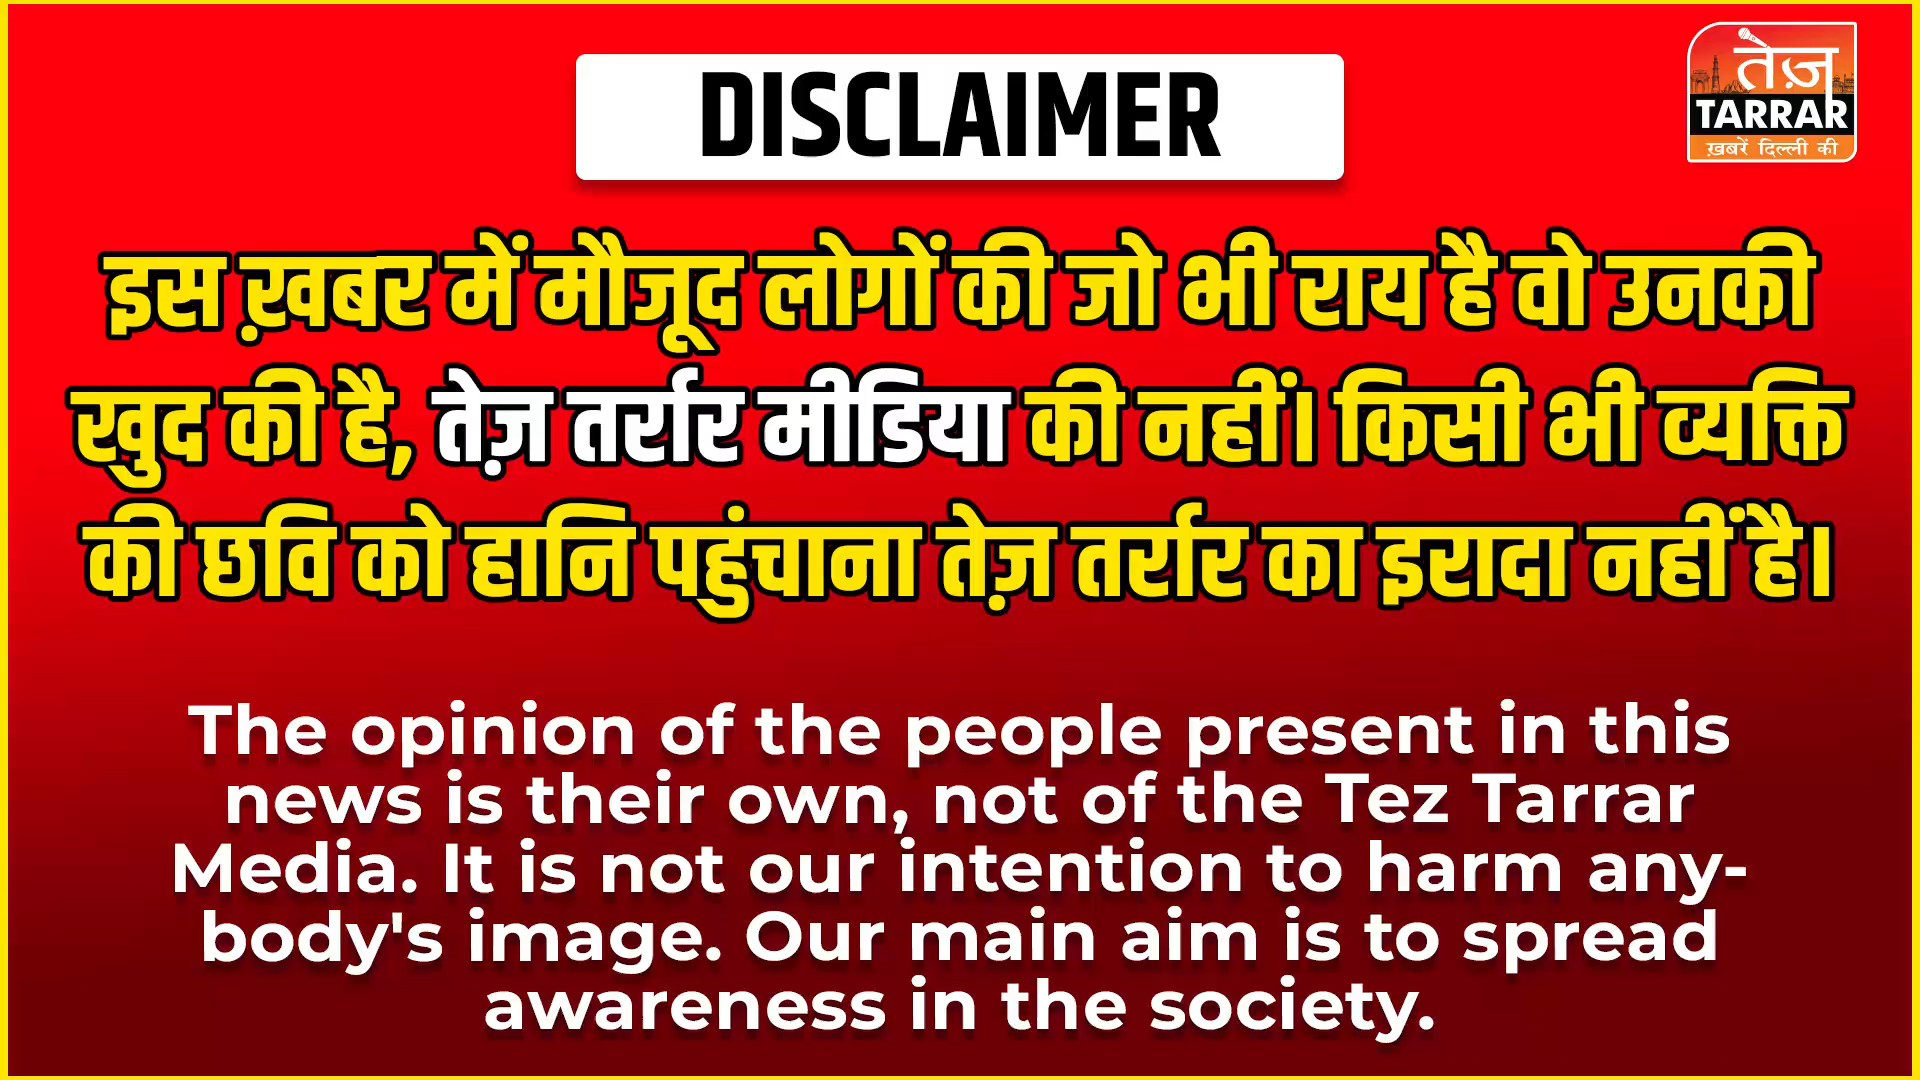 DISCLAIMER
तेज़
TARRAR
ख़बरें दिल्ली की
इस ख़बर में मौजूद लोगों की जो भी राय है वो उनकी
खुद की है, तेज़ तर्रार मीडिया की नहीं। किसी भी व्यक्ति
की छवि को हानि पहुंचाना तेज़ तर्रार का इरादा नहीं है।
The opinion of the people present in this
news is their own, not of the Tez Tarrar
Media. It is not our intention to harm any-
body's image. Our main aim is to spread
awareness in the society.